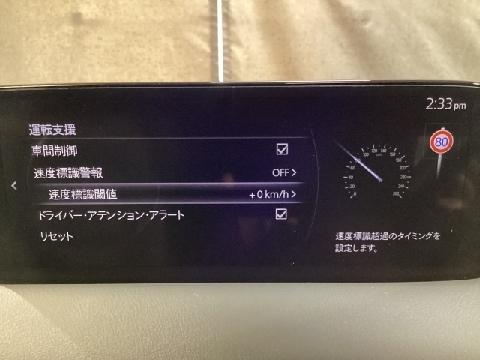 2:33pm
運転支援
車間制御
速度標識警報 OFF
速度標識閾値 +0km/h
ドライバー・アテンション・アラート
リセット
80
速度標識超過のタイミングを
設定します。